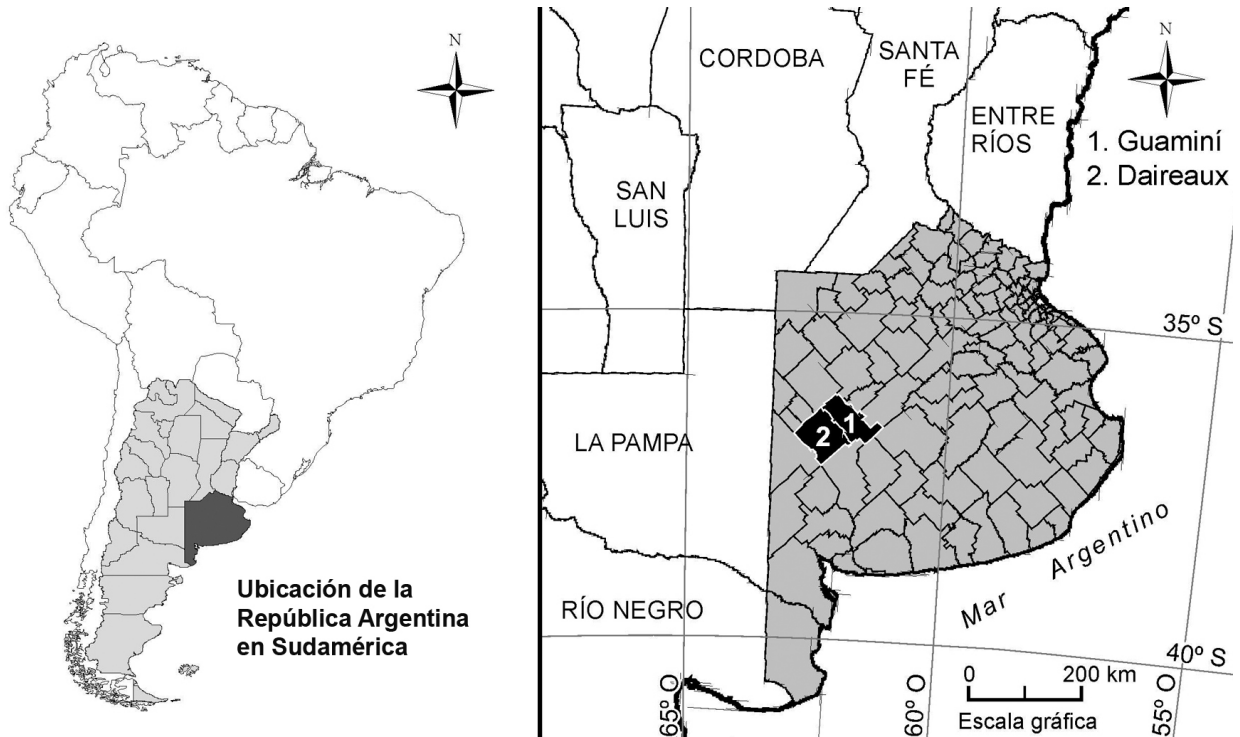 N
Ubicación de la
República Argentina
en Sudamérica
N
CORDOBA
SANTA
FÉ
ENTRE
RÍOS
1. Guaminí
2. Daireaux
SAN
LUIS
35º S
1
2
LA PAMPA
Mar Argentino
RÍO NEGRO
40º S
0 200 km
Escala gráfica
65º O
60º O
55º O